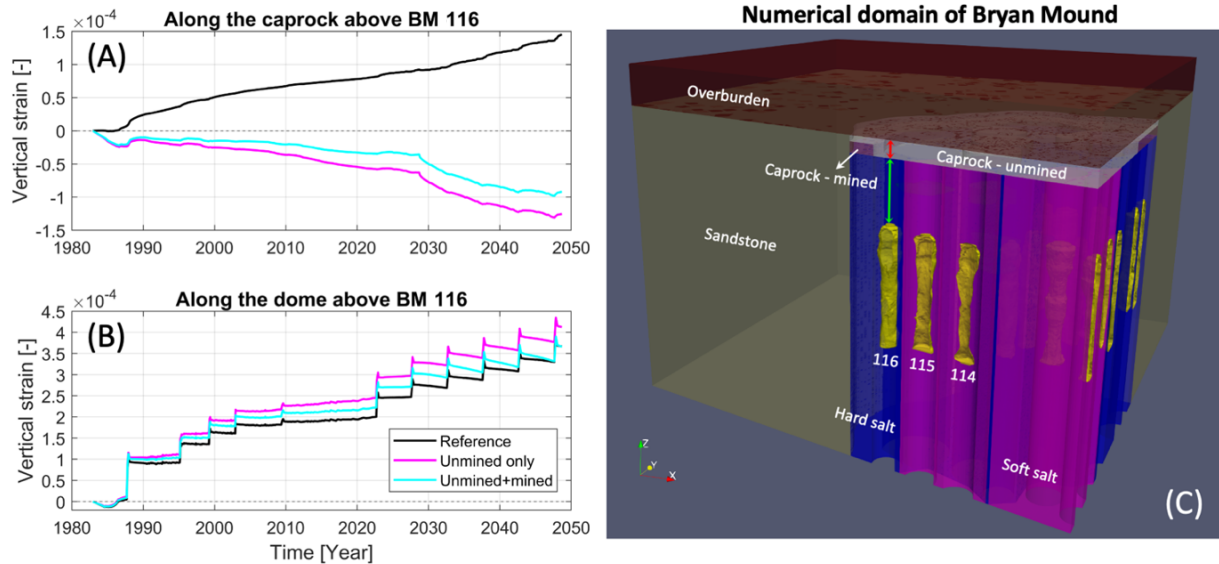 Along the caprock above BM 116
×10⁻⁴
(A)
Vertical strain [-]
1.5
1
0.5
0
-0.5
-1
-1.5
1980 1990 2000 2010 2020 2030 2040 2050
Along the dome above BM 116
×10⁻⁴
(B)
Vertical strain [-]
4.5
4
3.5
3
2.5
2
1.5
1
0.5
0
Reference
Unmined only
Unmined+mined
1980 1990 2000 2010 2020 2030 2040 2050
Time [Year]
Numerical domain of Bryan Mound
Overburden
Caprock - unmined
Caprock - mined
Sandstone
116 115 114
Hard salt
Soft salt
Z
Y
X
(C)